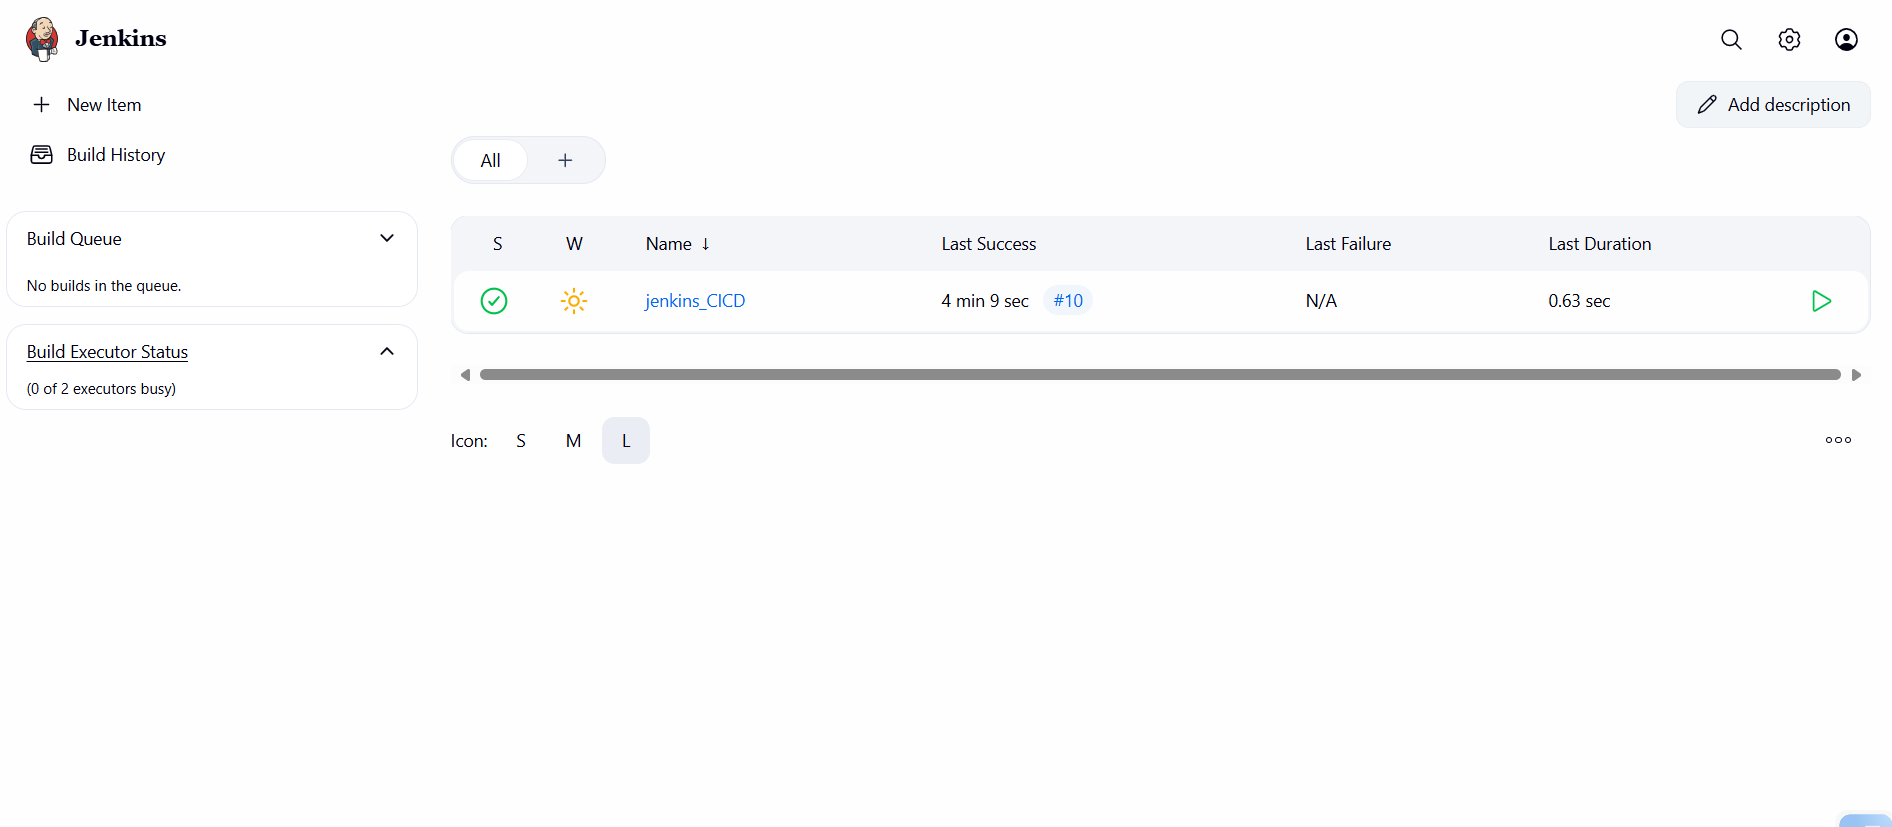 Jenkins
New Item
Build History
Add description
All
Build Queue
No builds in the queue.
Build Executor Status
(0 of 2 executors busy)
S W Name ↓ Last Success Last Failure Last Duration
jenkins_CICD 4 min 9 sec #10 N/A 0.63 sec
Icon: S M L